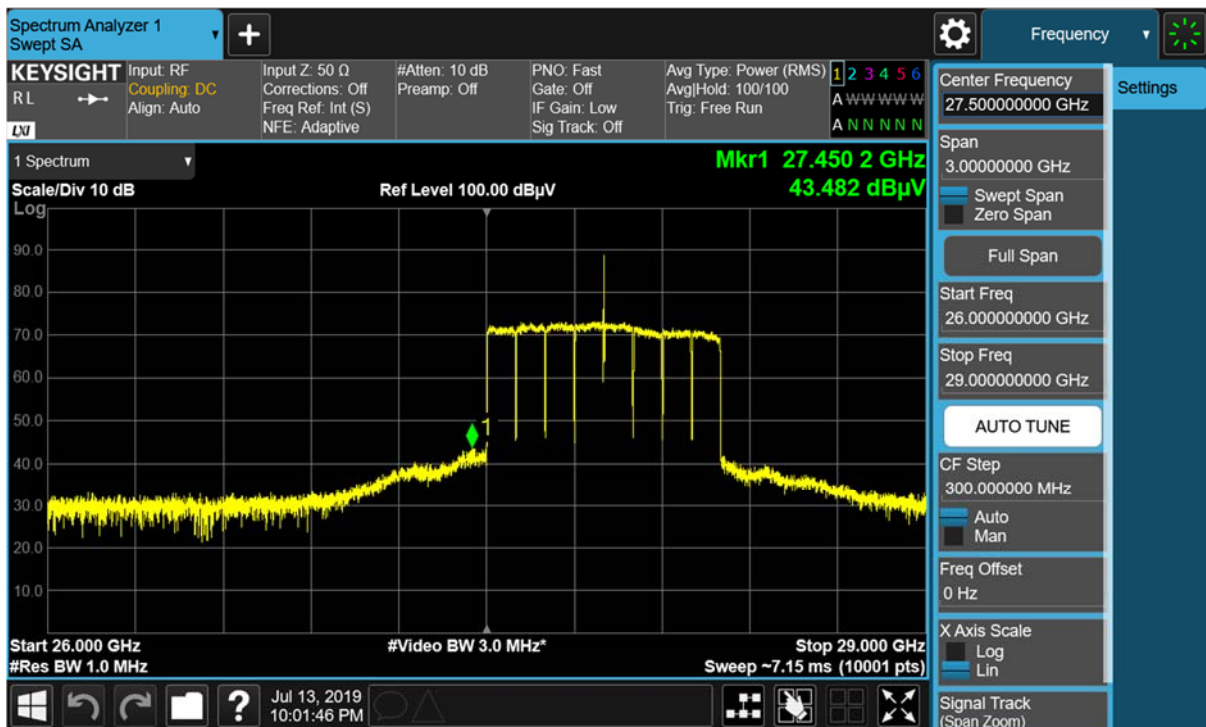 Spectrum Analyzer 1
Swept SA
+
Frequency
KEYSIGHT
RL
LXI
Input: RF
Coupling: DC
Align: Auto
Input Z: 50 Ω
Corrections: Off
Freq Ref: Int (S)
NFE: Adaptive
#Atten: 10 dB
Preamp: Off
PNO: Fast
Gate: Off
IF Gain: Low
Sig Track: Off
Avg Type: Power (RMS)
Avg|Hold: 100/100
Trig: Free Run
1 2 3 4 5 6
A W W W W W
A N N N N N
1 Spectrum
Scale/Div 10 dB
Ref Level 100.00 dBµV
Mkr1 27.450 2 GHz
43.482 dBµV
Log
90.0
80.0
70.0
60.0
50.0
40.0
30.0
20.0
10.0
1
Start 26.000 GHz
#Video BW 3.0 MHz*
Stop 29.000 GHz
#Res BW 1.0 MHz
Sweep ~7.15 ms (10001 pts)
?
Jul 13, 2019
10:01:46 PM
Center Frequency
27.500000000 GHz
Settings
Span
3.00000000 GHz
Swept Span
Zero Span
Full Span
Start Freq
26.000000000 GHz
Stop Freq
29.000000000 GHz
AUTO TUNE
CF Step
300.000000 MHz
Auto
Man
Freq Offset
0 Hz
X Axis Scale
Log
Lin
Signal Track
(Span Zoom)